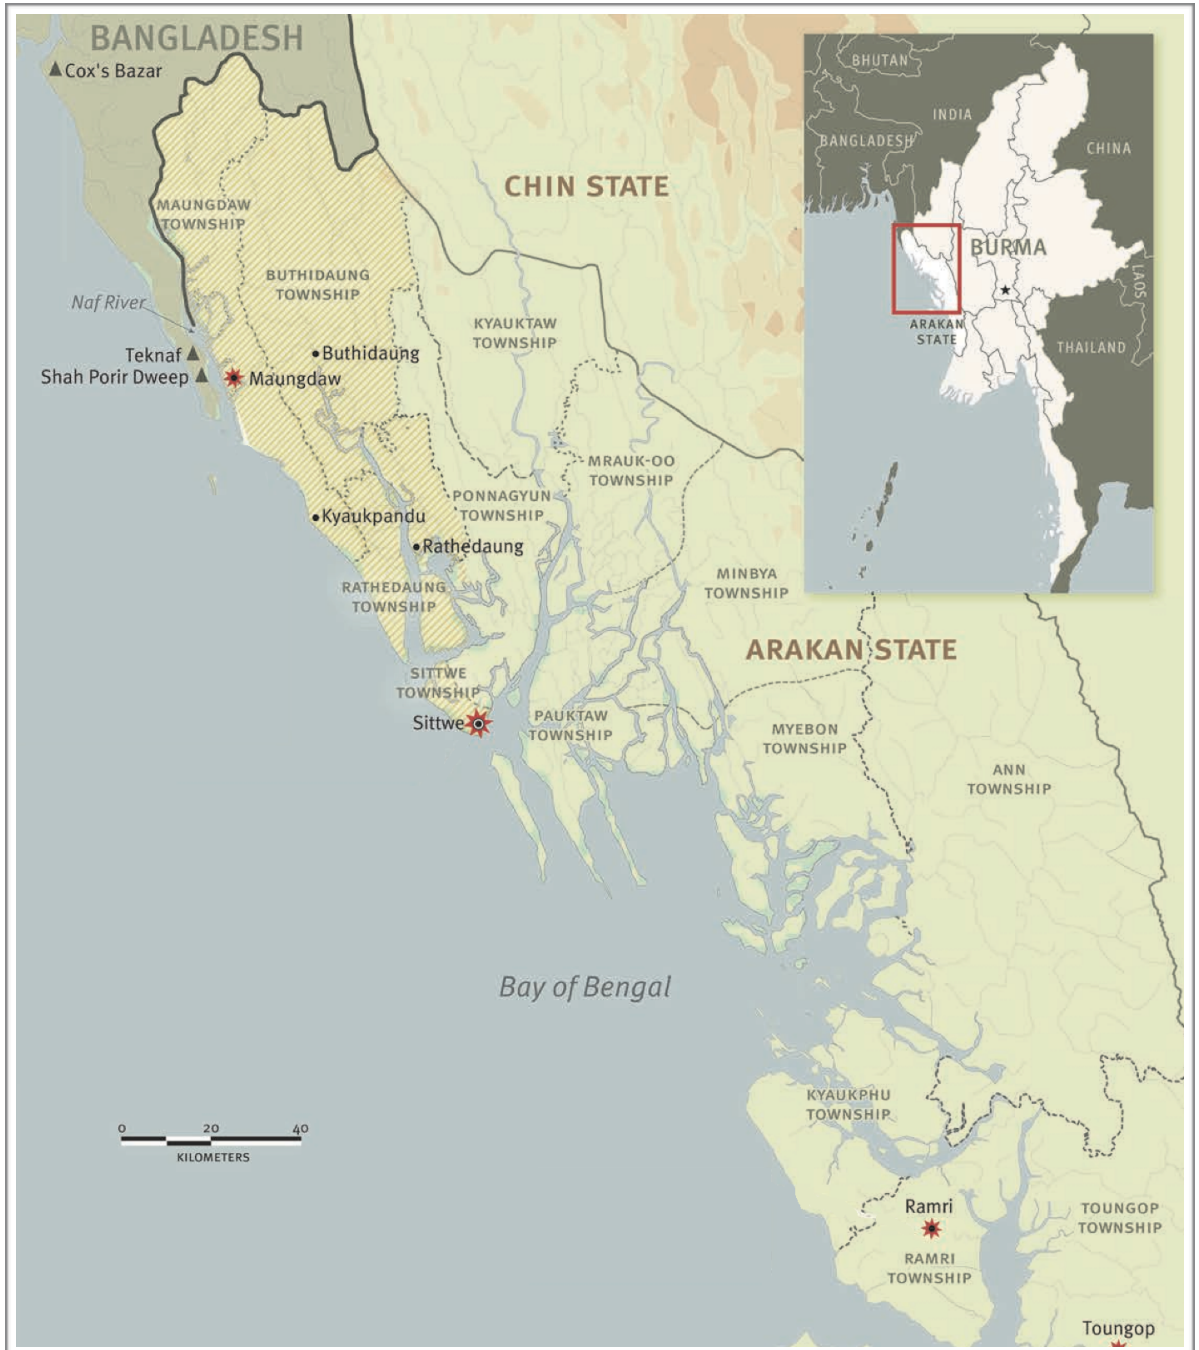 BANGLADESH
Cox's Bazar
BHUTAN
INDIA
BANGLADESH
CHINA
BURMA
LAOS
ARAKAN
STATE
THAILAND
CHIN STATE
MAUNGDAW
TOWNSHIP
BUTHIDAUNG
TOWNSHIP
Naf River
KYAUKTAW
TOWNSHIP
Teknaf
Buthidaung
Shah Porir Dweep
Maungdaw
MRAUK-OO
TOWNSHIP
PONNAGYUN
TOWNSHIP
Kyaukpandu
Rathedaung
RATHEDAUNG
TOWNSHIP
MINBYA
TOWNSHIP
ARAKAN STATE
SITTWE
TOWNSHIP
Sittwe
PAUKTAW
TOWNSHIP
MYEBON
TOWNSHIP
ANN
TOWNSHIP
Bay of Bengal
KYAUKPHU
TOWNSHIP
0 20 40
KILOMETERS
Ramri
RAMRI
TOWNSHIP
TOUNGOP
TOWNSHIP
Toungop